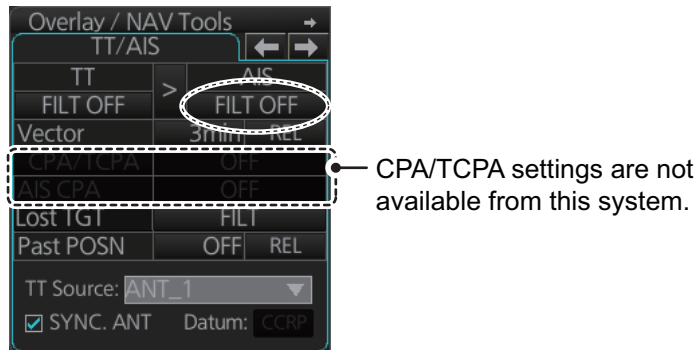 Overlay / NAV Tools
TT/AIS
TT > AIS
FILT OFF FILT OFF
Vector 3min REL
CPA/TCPA OFF
AIS CPA OFF
Lost TGT FILT
Past POSN OFF REL
TT Source: ANT_1
SYNC. ANT Datum: CCRP
CPA/TCPA settings are not
available from this system.